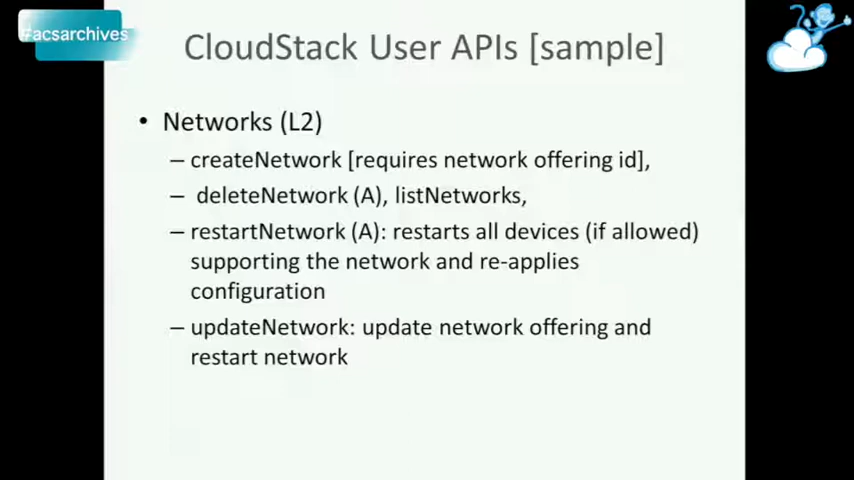 #acsarchives
CloudStack User APIs [sample]
• Networks (L2)
– createNetwork [requires network offering id],
– deleteNetwork (A), listNetworks,
– restartNetwork (A): restarts all devices (if allowed)
supporting the network and re-applies
configuration
– updateNetwork: update network offering and
restart network